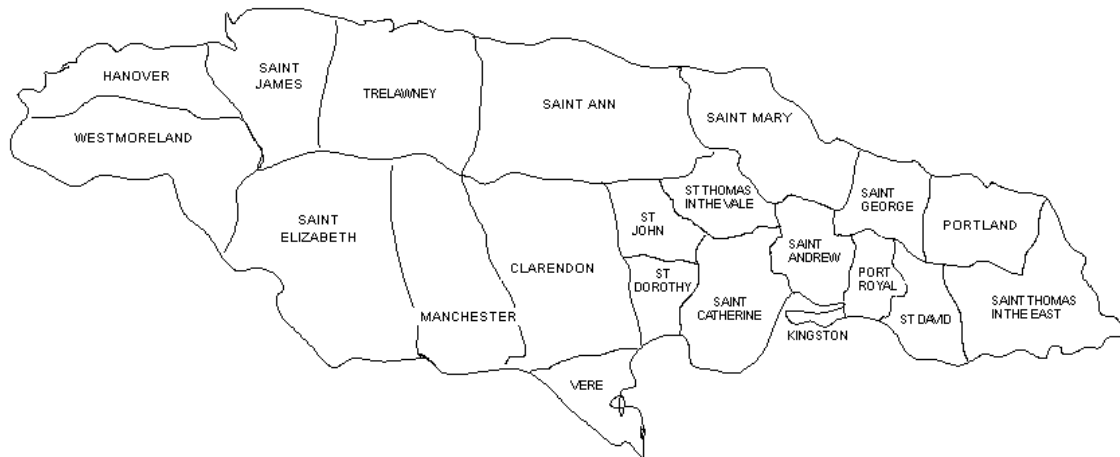 HANOVER
WESTMORELAND
SAINT
JAMES
TRELAWNEY
SAINT ANN
SAINT MARY
SAINT
ELIZABETH
MANCHESTER
CLARENDON
VERE
ST
JOHN
ST
DOROTHY
ST THOMAS
IN THE VALE
SAINT
CATHERINE
SAINT
ANDREW
KINGSTON
PORT
ROYAL
SAINT
GEORGE
ST DAVID
PORTLAND
SAINT THOMAS
IN THE EAST